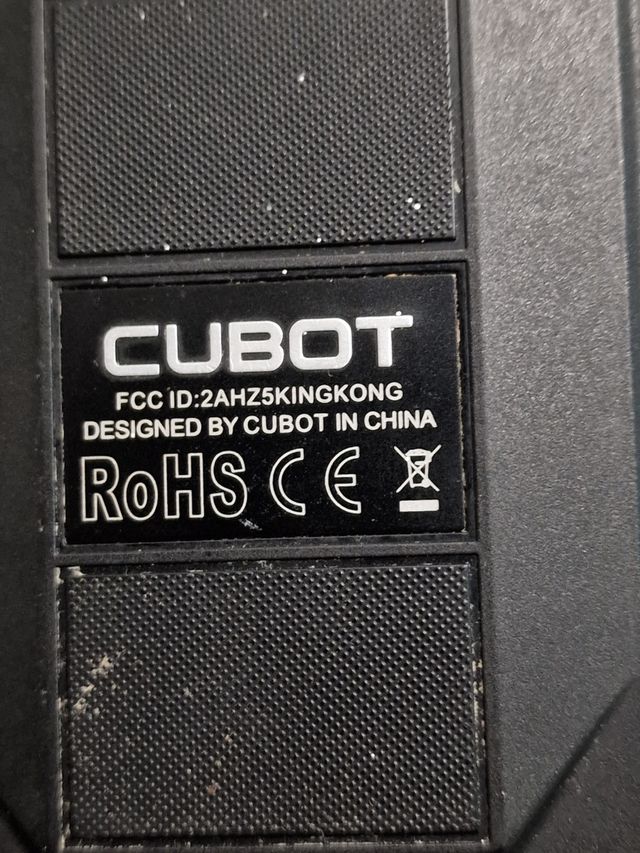 CUBOT
FCC ID:2AHZ5KINGKONG
DESIGNED BY CUBOT IN CHINA
RoHS CE